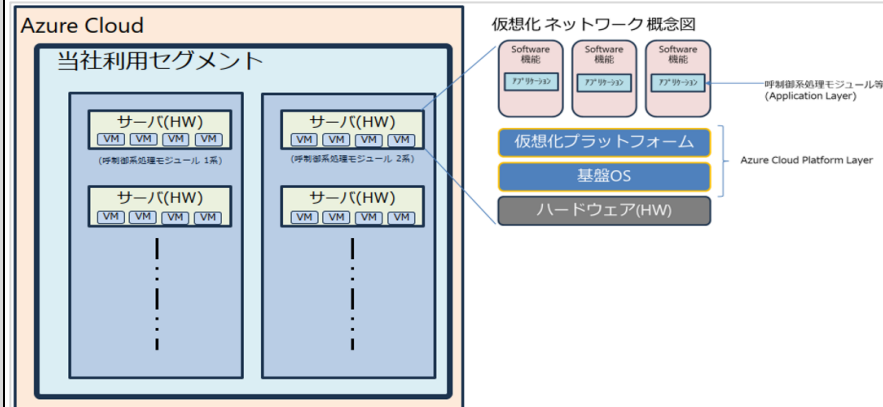 Azure Cloud
当社利用セグメント
サーバ(HW)
VM VM VM VM
(呼制御系処理モジュール 1系)
サーバ(HW)
VM VM VM VM
サーバ(HW)
VM VM VM VM
(呼制御系処理モジュール 2系)
サーバ(HW)
VM VM VM VM
仮想化 ネットワーク 概念図
Software
機能
アプリケーション
Software
機能
アプリケーション
Software
機能
アプリケーション
呼制御系処理モジュール等
(Application Layer)
仮想化プラットフォーム
基盤OS
Azure Cloud Platform Layer
ハードウェア(HW)